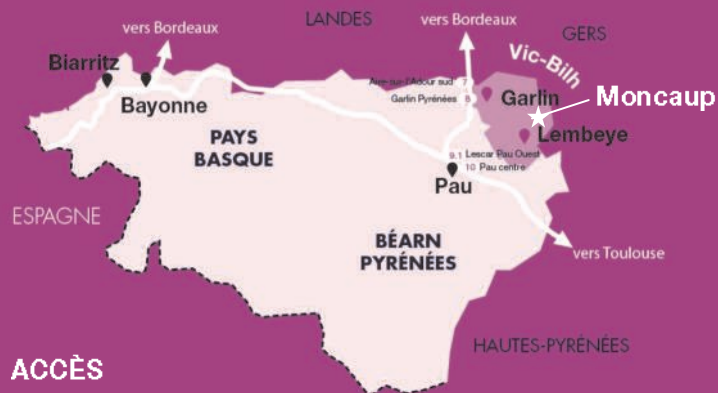 LANDES
vers Bordeaux
vers Bordeaux
GERS
Vic-Bilh
Biarritz
Bayonne
Aire-sur-l'Adour sud 7
Garlin Pyrénées 8
Garlin
Moncaup
Lembeye
PAYS
BASQUE
9.1 Lescar Pau Ouest
10 Pau centre
Pau
ESPAGNE
BÉARN
PYRÉNÉES
vers Toulouse
HAUTES-PYRÉNÉES
ACCÈS